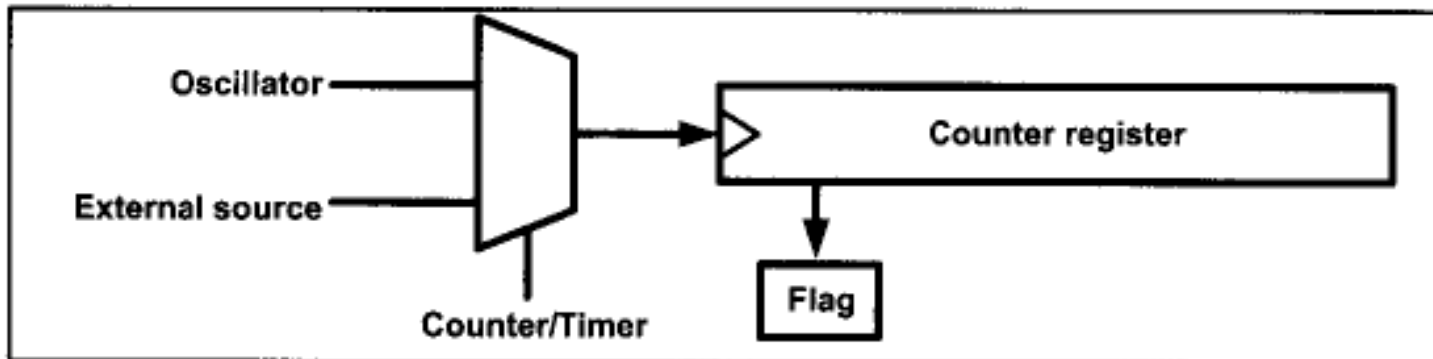 Oscillator
External source
Counter/Timer
Counter register
Flag